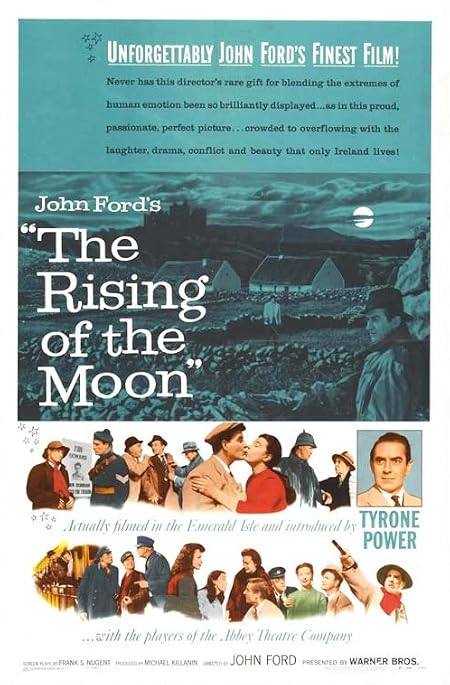 UNFORGETTABLY JOHN FORD'S FINEST FILM!
Never has this director's rare gift for blending the extremes of
human emotion been so brilliantly displayed...as in this proud,
passionate, perfect picture...crowded to overflowing with the
laughter, drama, conflict and beauty that only Ireland lives!
John Ford's
"The
Rising
of the
Moon"
Actually filmed in the Emerald Isle and introduced by
TYRONE
POWER
...with the players of the Abbey Theatre Company
SCREEN PLAY BY FRANK S. NUGENT PRODUCED BY MICHAEL KILLANIN DIRECTED BY JOHN FORD PRESENTED BY WARNER BROS.